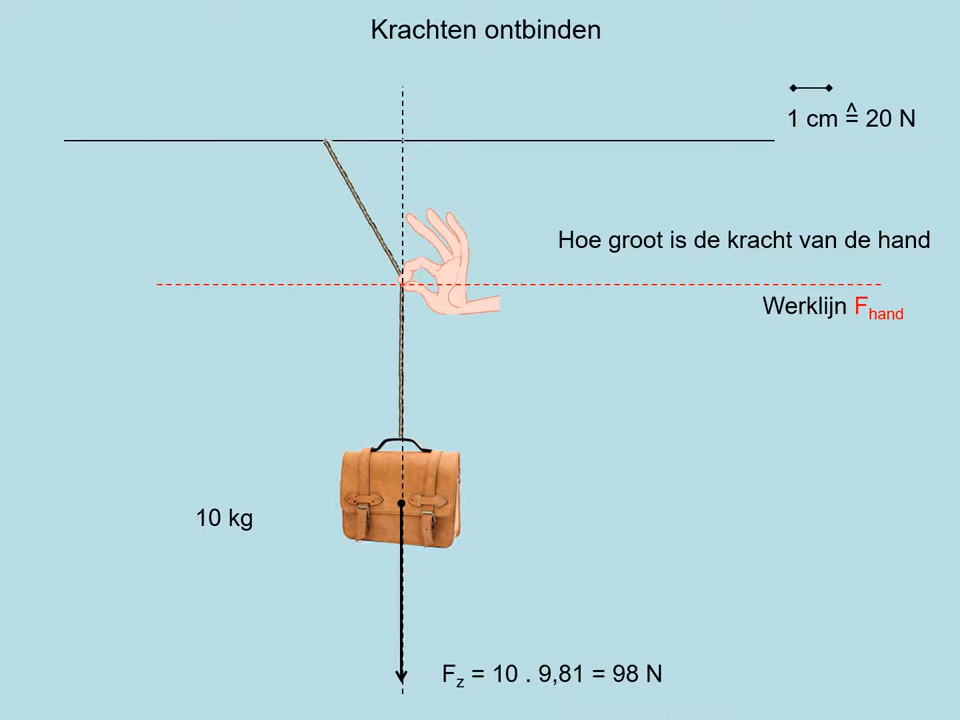 Krachten ontbinden
1 cm ≙ 20 N
Hoe groot is de kracht van de hand
Werklijn Fhand
10 kg
Fz = 10 . 9,81 = 98 N